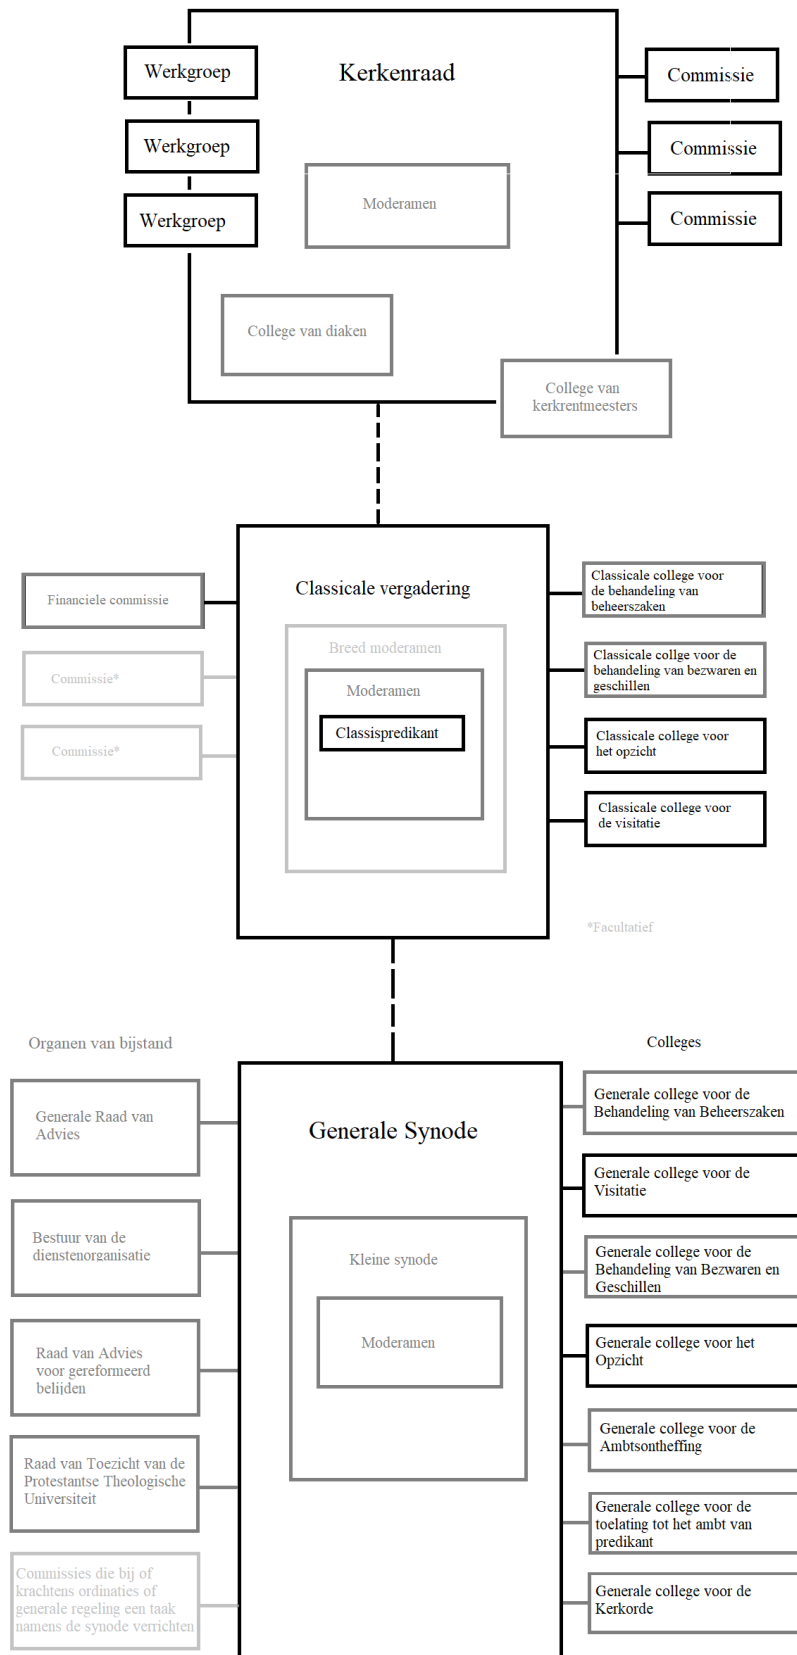 Kerkenraad
Werkgroep
Werkgroep
Werkgroep
Commissie
Commissie
Commissie
Moderamen
College van diaken
College van
kerkrentmeesters
Classicale vergadering
Breed moderamen
Moderamen
Classispredikant
Financiele commissie
Commissie*
Commissie*
Classicale college voor
de behandeling van
beheerszaken
Classicale collge voor de
behandeling van bezwaren en
geschillen
Classicale college voor
het opzicht
Classicale college voor
de visitatie
*Facultatief
Organen van bijstand
Generale Raad van
Advies
Bestuur van de
dienstenorganisatie
Raad van Advies
voor gereformeerd
belijden
Raad van Toezicht van de
Protestantse Theologische
Universiteit
Commissies die bij of
krachtens ordinaties of
generale regeling een taak
namens de synode verrichten
Generale Synode
Kleine synode
Moderamen
Colleges
Generale college voor de
Behandeling van Beheerszaken
Generale college voor de
Visitatie
Generale college voor de
Behandeling van Bezwaren en
Geschillen
Generale college voor het
Opzicht
Generale college voor de
Ambtsontheffing
Generale college voor de
toelating tot het ambt van
predikant
Generale college voor de
Kerkorde